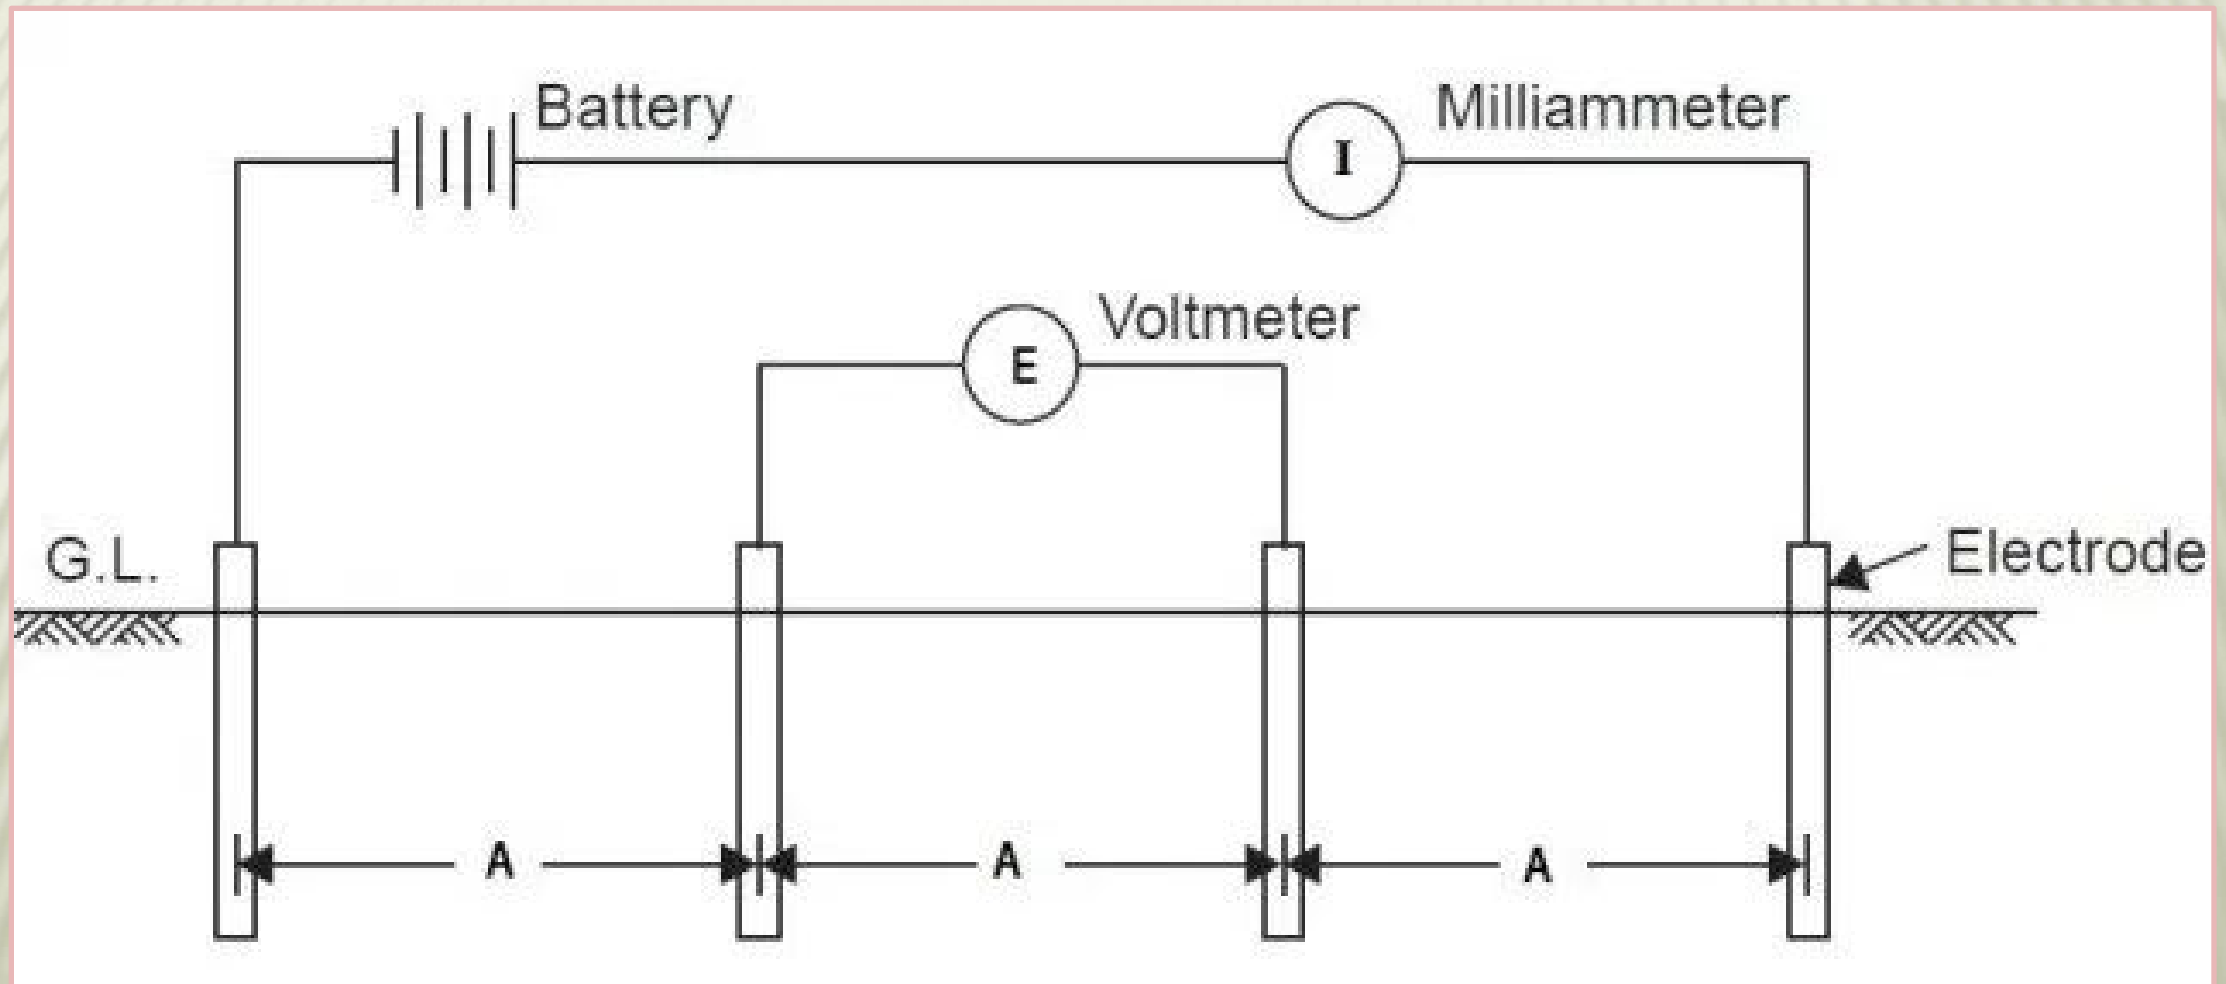 Battery
Milliammeter
I
Voltmeter
E
G.L.
Electrode
A
A
A